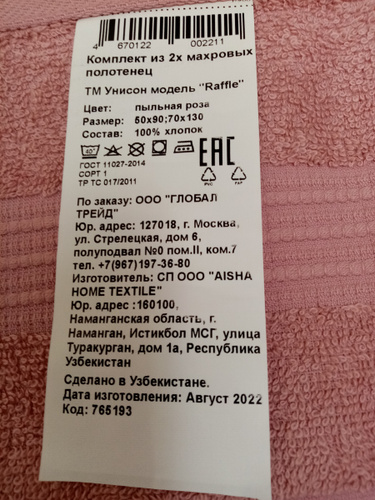 4 670122 002211
Комплект из 2х махровых
полотенец
ТМ Унисон модель "Raffle"
Цвет: пыльная роза
Размер: 50х90;70х130
Состав: 100% хлопок
40°
EAC
ГОСТ 11027-2014
СОРТ 1
ТР ТС 017/2011
По заказу: ООО "ГЛОБАЛ
ТРЕЙД"
Юр. адрес: 127018, г. Москва,
ул. Стрелецкая, дом 6,
полуподвал №0 пом.II, ком.7
тел. +7(967)197-36-80
Изготовитель: СП ООО "AISHA
HOME TEXTILE"
Юр. адрес :160100,
Наманганская область, г.
Наманган, Истикбол МСГ, улица
Туракурган, дом 1а, Республика
Узбекистан
Сделано в Узбекистане.
Дата изготовления: Август 2022
Код: 765193